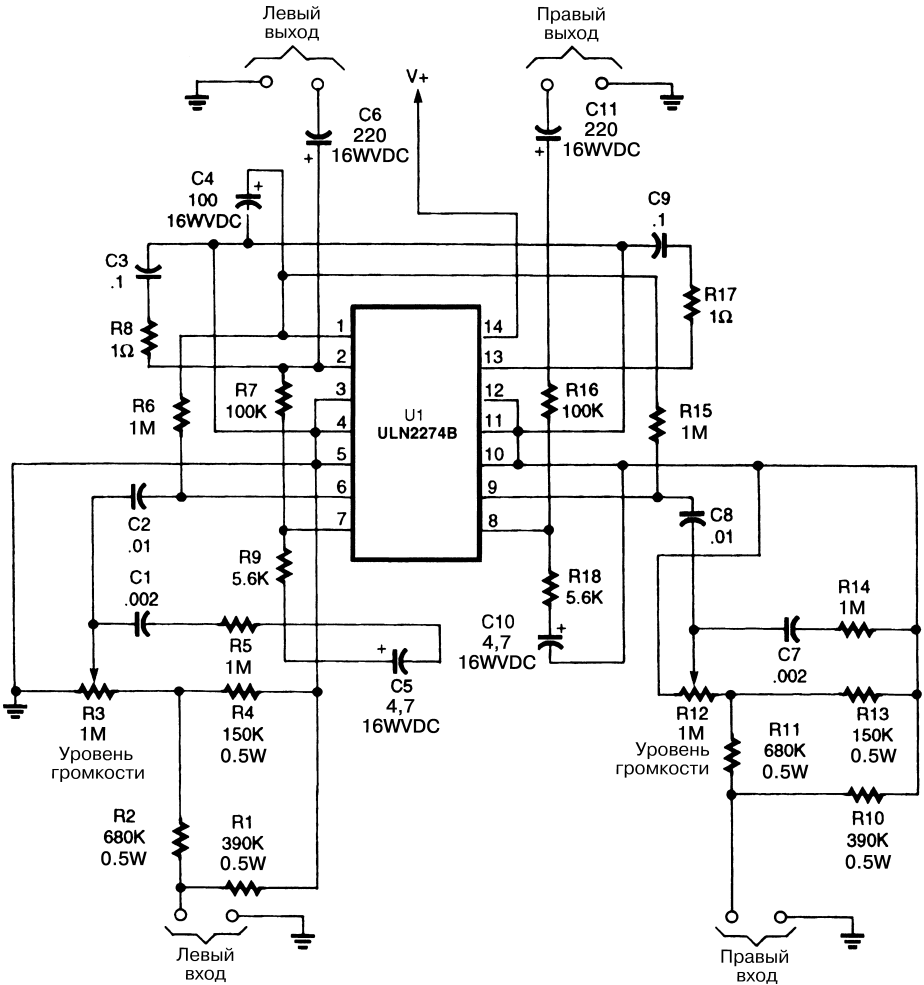 Левый
выход
Правый
выход
V+
C6
220
16WVDC
+
C11
220
16WVDC
+
C4
100
16WVDC
+
C9
.1
C3
.1
R17
1Ω
R8
1Ω
1
2
3
4
5
6
7
14
13
12
11
10
9
8
U1
ULN2274B
R7
100K
R16
100K
R6
1M
R15
1M
C2
.01
C8
.01
R9
5.6K
R18
5.6K
C1
.002
R14
1M
R5
1M
C10
4,7
16WVDC
+
C7
.002
+
C5
4,7
16WVDC
R3
1M
Уровень
громкости
R4
150K
0.5W
R12
1M
Уровень
громкости
R11
680K
0.5W
R13
150K
0.5W
R2
680K
0.5W
R1
390K
0.5W
R10
390K
0.5W
Левый
вход
Правый
вход